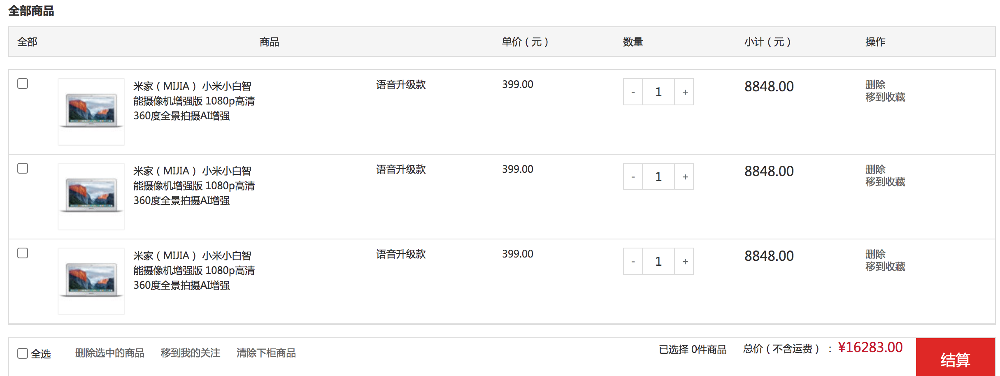 全部商品
全部 商品 单价（元） 数量 小计（元） 操作
米家（MIJIA） 小米小白智 语音升级款 399.00 - 1 + 8848.00 删除
能摄像机增强版 1080p高清 移到收藏
360度全景拍摄AI增强
米家（MIJIA） 小米小白智 语音升级款 399.00 - 1 + 8848.00 删除
能摄像机增强版 1080p高清 移到收藏
360度全景拍摄AI增强
米家（MIJIA） 小米小白智 语音升级款 399.00 - 1 + 8848.00 删除
能摄像机增强版 1080p高清 移到收藏
360度全景拍摄AI增强
全选 删除选中的商品 移到我的关注 清除下柜商品 已选择 0件商品 总价（不含运费）：¥16283.00 结算